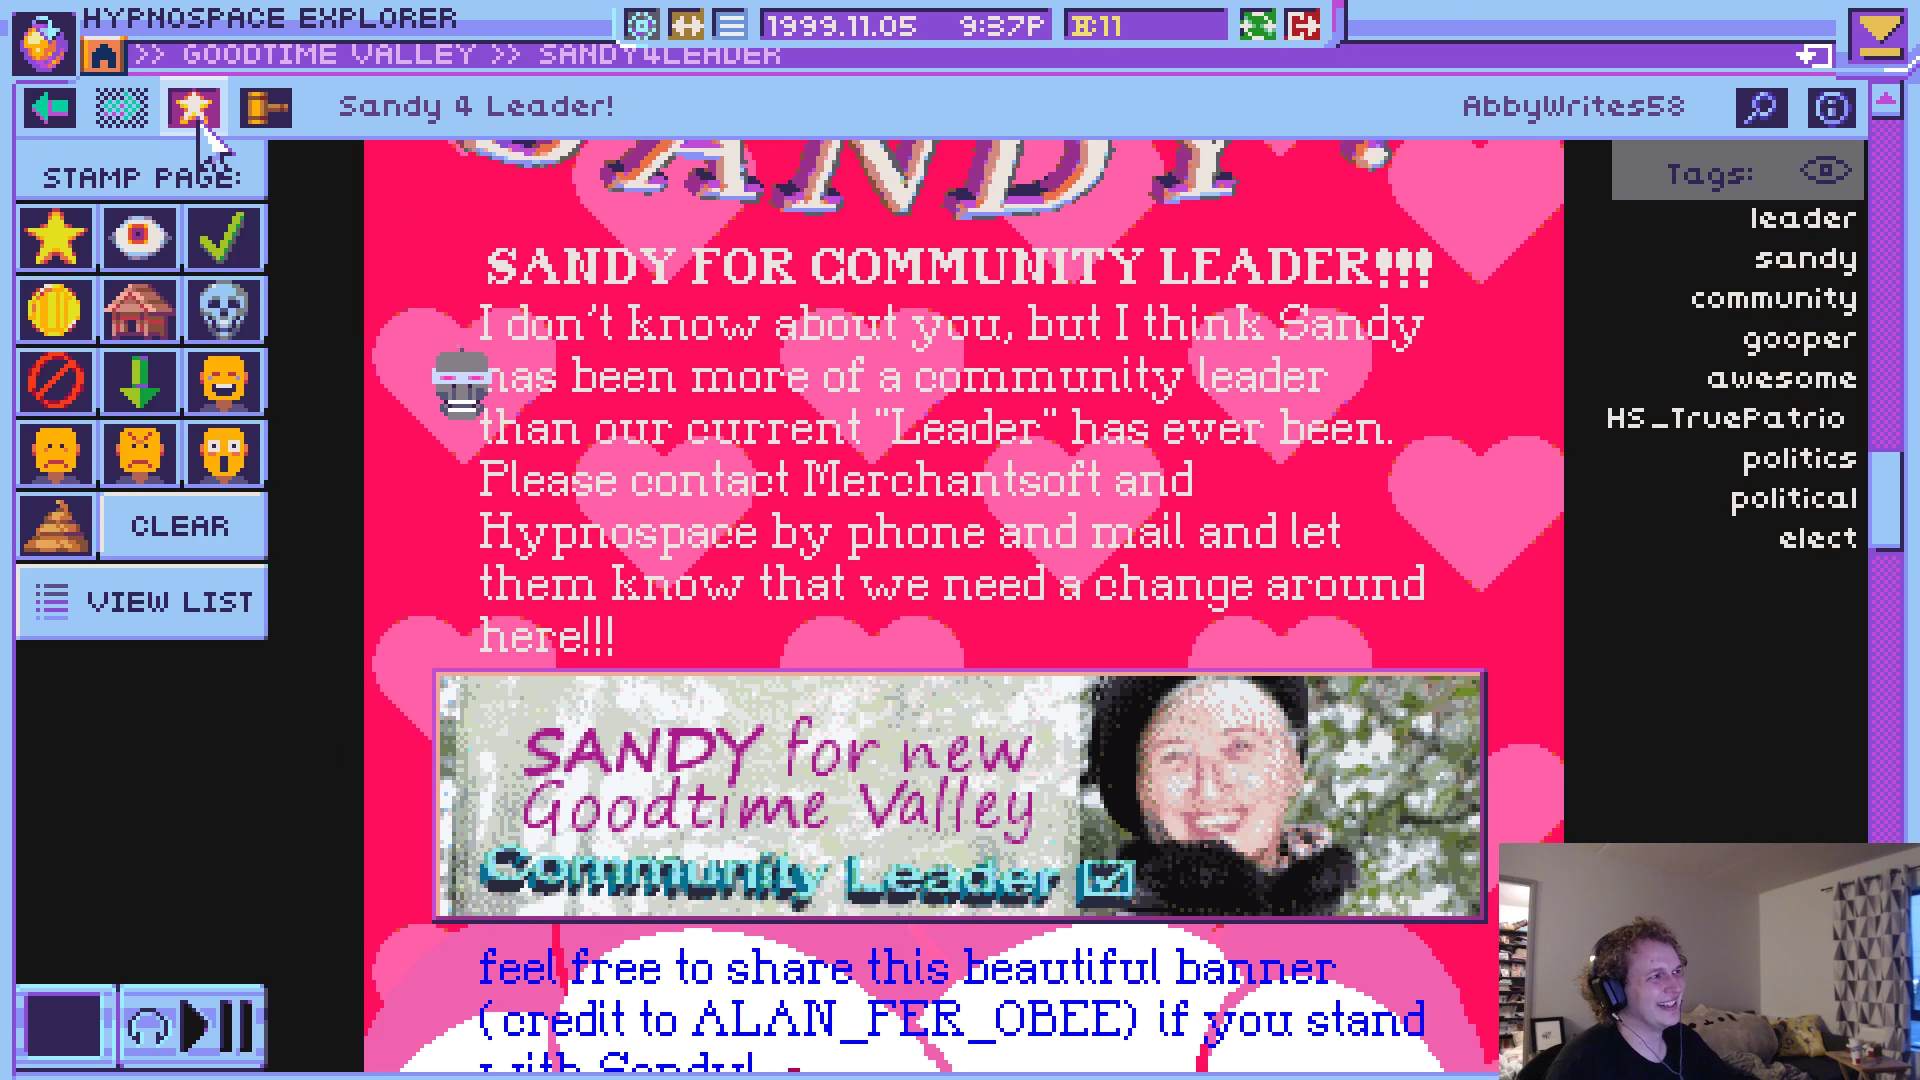 HYPNOSPACE EXPLORER
1999.11.05 9:37P
11
>> GOODTIME VALLEY >> SANDY4LEADER
Sandy 4 Leader!
AbbyWrites58
STAMP PAGE:
CLEAR
VIEW LIST
SANDY
SANDY FOR COMMUNITY LEADER!!!
I don't know about you, but I think Sandy
has been more of a community leader
than our current "Leader" has ever been.
Please contact Merchantsoft and
Hypnospace by phone and mail and let
them know that we need a change around
here!!!
SANDY for new
Goodtime Valley
Community Leader
feel free to share this beautiful banner
(credit to ALAN_FER_OBEE) if you stand
with Sandy!
Tags:
leader
sandy
community
gooper
awesome
HS_TruePatrio
politics
political
elect